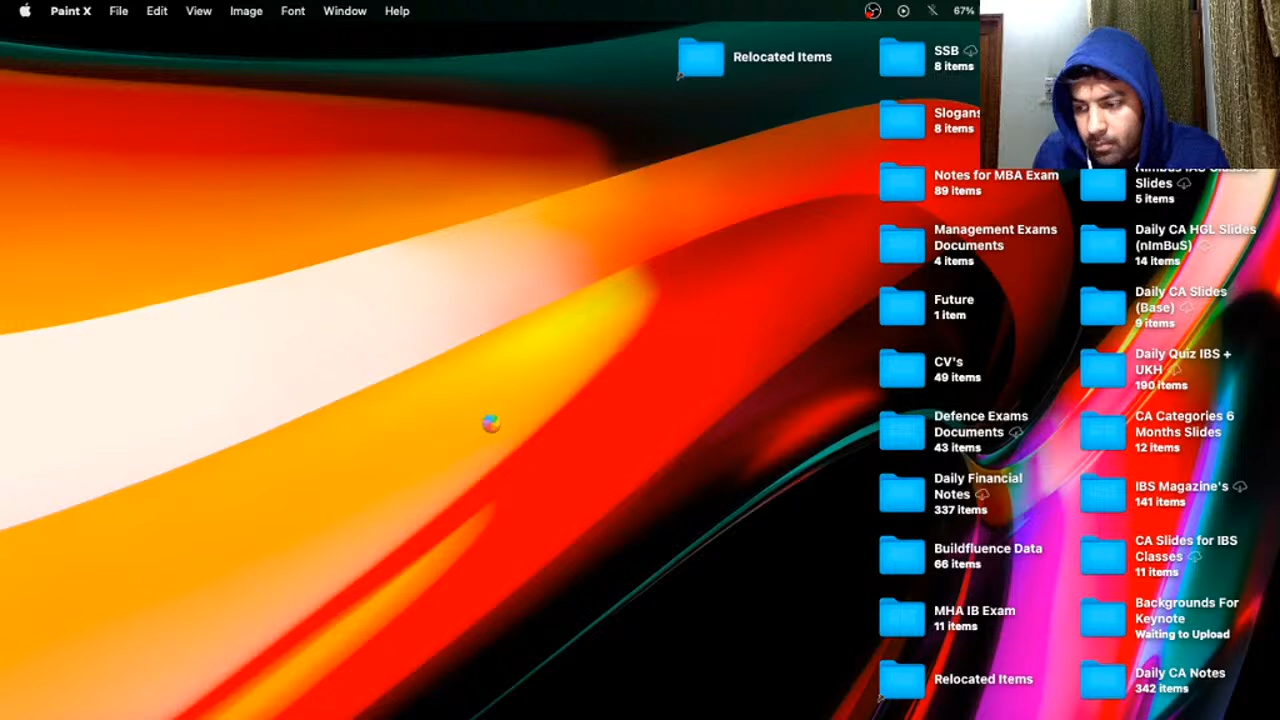 Paint X File Edit View Image Font Window Help 67%
Relocated Items
SSB
8 items
Slogans
8 items
Notes for MBA Exam
89 items
Management Exams
Documents
4 items
Future
1 item
CV's
49 items
Defence Exams
Documents
43 items
Daily Financial
Notes
337 items
Buildfluence Data
66 items
MHA IB Exam
11 items
Relocated Items
Nimbus IAS Classes
Slides
5 items
Daily CA HGL Slides
(nImBuS)
14 items
Daily CA Slides
(Base)
9 items
Daily Quiz IBS +
UKH
190 items
CA Categories 6
Months Slides
12 items
IBS Magazine's
141 items
CA Slides for IBS
Classes
11 items
Backgrounds For
Keynote
Waiting to Upload
Daily CA Notes
342 items